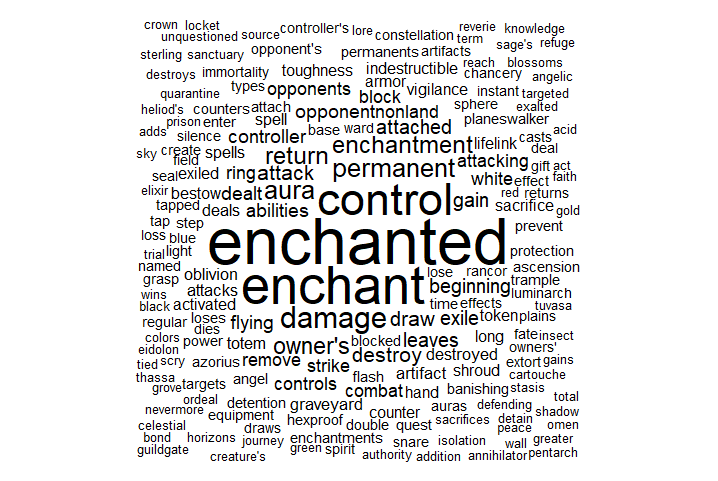 crown locket
unquestioned source controller's lore constellation reverie knowledge
term sage's refuge
sterling sanctuary opponent's permanents artifacts
reach blossoms
destroys immortality toughness indestructible chancery angelic
quarantine types opponents armor vigilance instant targeted
block
heliod's counters attach opponent nonland sphere exalted
prison enter spell base ward attached planeswalker
adds silence controller enchantment lifelink casts acid
sky create spells return deal
field permanent attacking gift act
seal exiled ring attack white effect faith
elixir bestow dealt aura control gain red returns
tapped sacrifice gold
tap step deals abilities
loss blue prevent
trial light enchanted protection
named oblivion lose rancor ascension
grasp enchant beginning trample
wins attacks luminarch
black activated time effects tuvasa
regular loses flying damage draw exile token plains
colors dies
eidolon power totem owner's blocked leaves long fate insect
tied scry azorius remove destroy destroyed owners'
thassa strike extort gains
grove targets angel controls flash artifact shroud cartouche
ordeal combat hand banishing stasis
nevermore detention graveyard auras defending total
equipment hexproof counter shadow
celestial draws double quest sacrifices detain omen
bond horizons journey enchantments snare isolation peace
wall greater
guildgate creature's green spirit authority addition annihilator pentarch